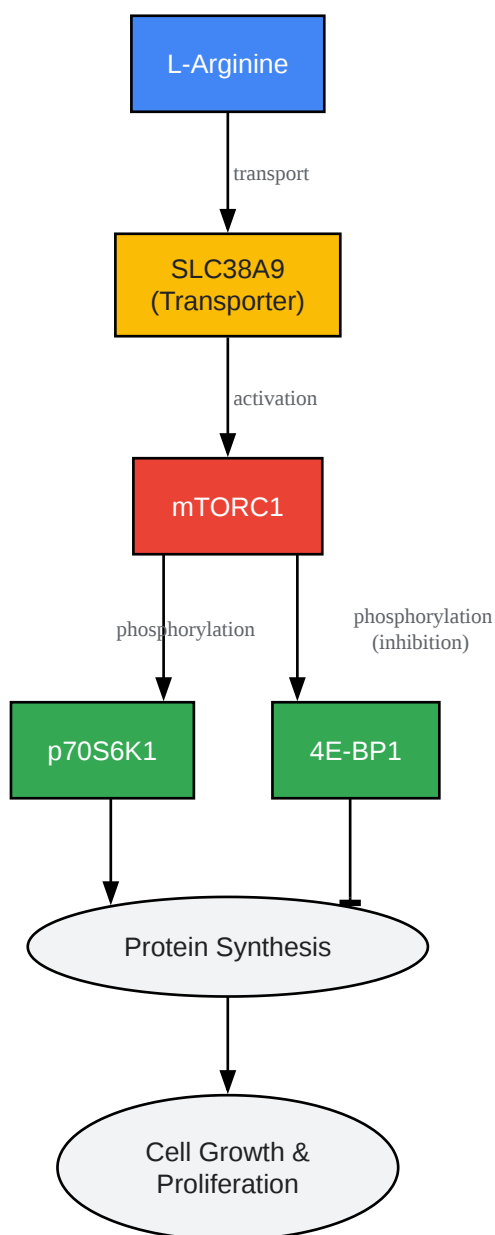 L-Arginine
transport
SLC38A9
(Transporter)
activation
mTORC1
phosphorylation
phosphorylation
(inhibition)
p70S6K1
4E-BP1
Protein Synthesis
Cell Growth &
Proliferation